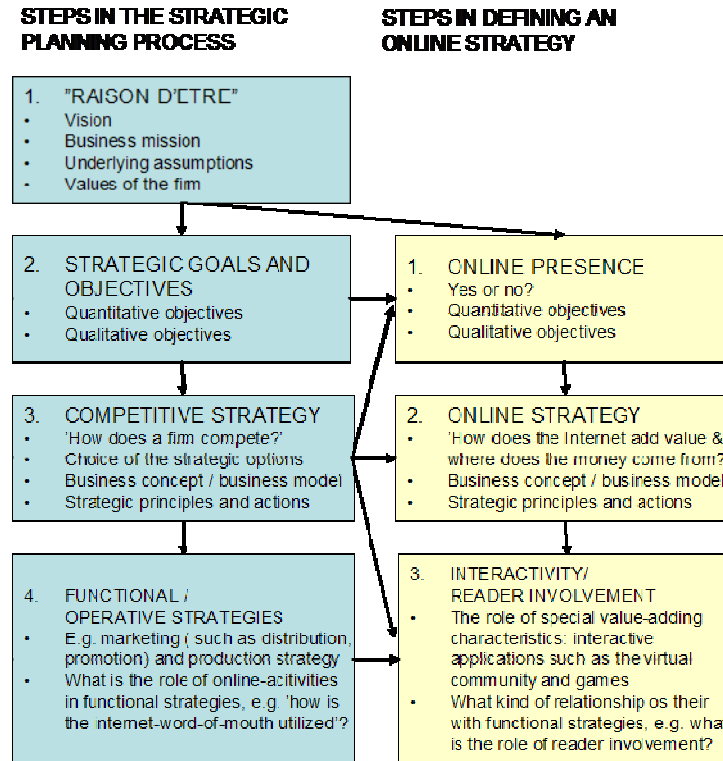 STEPS IN THE STRATEGIC
PLANNING PROCESS
STEPS IN DEFINING AN
ONLINE STRATEGY
1. "RAISON D'ETRE"
• Vision
• Business mission
• Underlying assumptions
• Values of the firm
2. STRATEGIC GOALS AND
OBJECTIVES
• Quantitative objectives
• Qualitative objectives
1. ONLINE PRESENCE
• Yes or no?
• Quantitative objectives
• Qualitative objectives
3. COMPETITIVE STRATEGY
• 'How does a firm compete?'
• Choice of the strategic options
• Business concept / business model
• Strategic principles and actions
2. ONLINE STRATEGY
• 'How does the Internet add value &
where does the money come from?
• Business concept / business model
• Strategic principles and actions
4. FUNCTIONAL /
OPERATIVE STRATEGIES
• E.g. marketing ( such as distribution,
promotion) and production strategy
• What is the role of online-acitivities
in functional strategies, e.g. 'how is
the internet-word-of-mouth utilized'?
3. INTERACTIVITY/
READER INVOLVEMENT
• The role of special value-adding
characteristics: interactive
applications such as the virtual
community and games
• What kind of relationship os their
with functional strategies, e.g. wha
is the role of reader involvement?